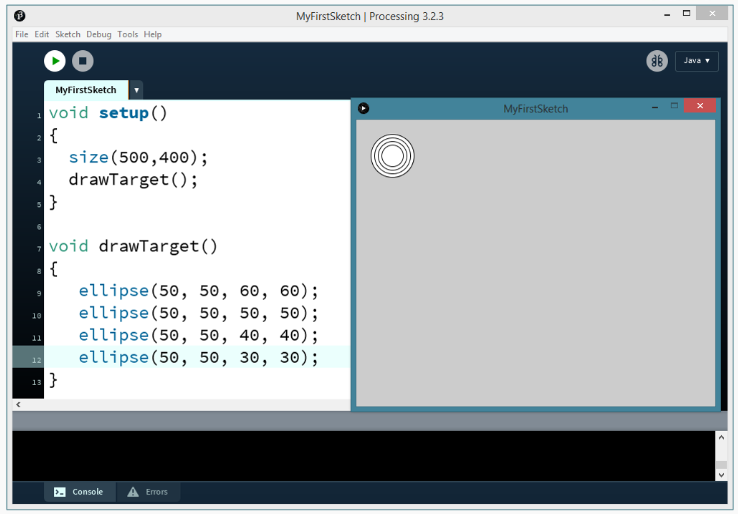 MyFirstSketch | Processing 3.2.3
File Edit Sketch Debug Tools Help
Java ▼
MyFirstSketch ▼
1 void setup()
2 {
3 size(500,400);
4 drawTarget();
5 }
6
7 void drawTarget()
8 {
9 ellipse(50, 50, 60, 60);
10 ellipse(50, 50, 50, 50);
11 ellipse(50, 50, 40, 40);
12 ellipse(50, 50, 30, 30);
13 }
MyFirstSketch
Console Errors